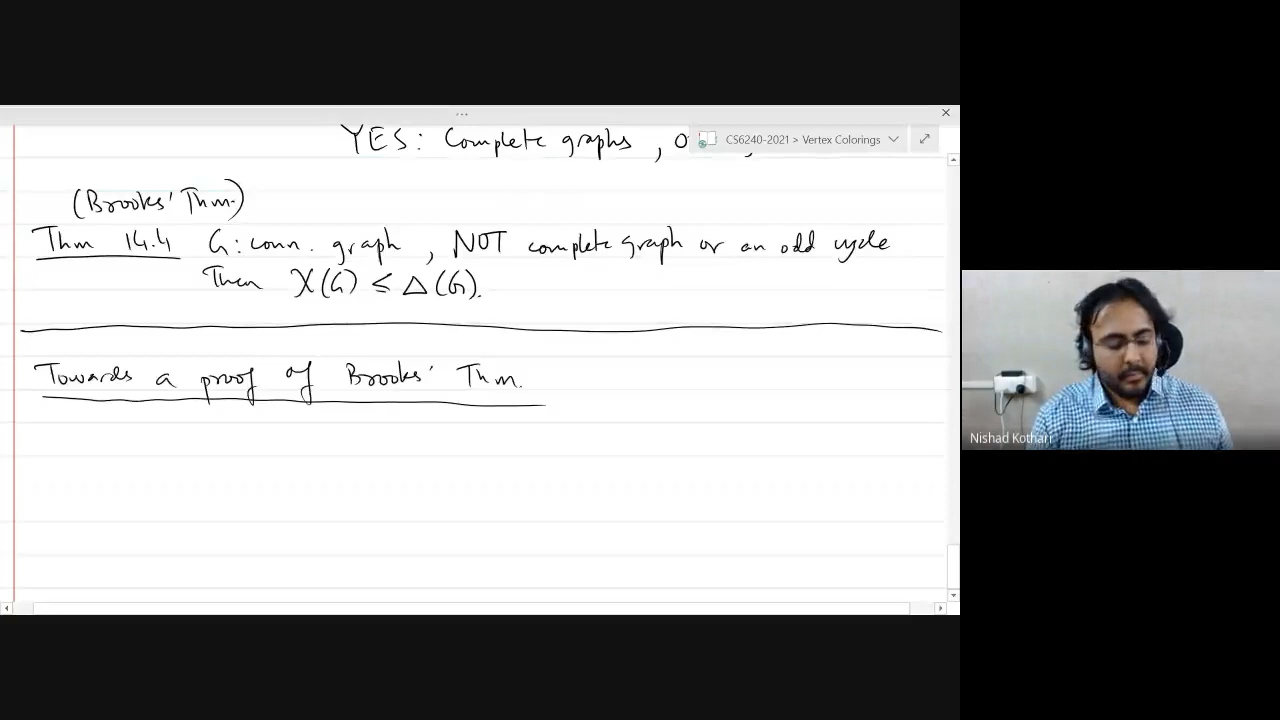 YES: Complete graphs,
CS6240-2021 > Vertex Colorings
(Brooks' Thm.)
Thm 14.4 G: conn. graph, NOT complete graph or an odd cycle
Then χ(G) ≤ Δ(G).
Towards a proof of Brooks' Thm.
Nishad Kothari